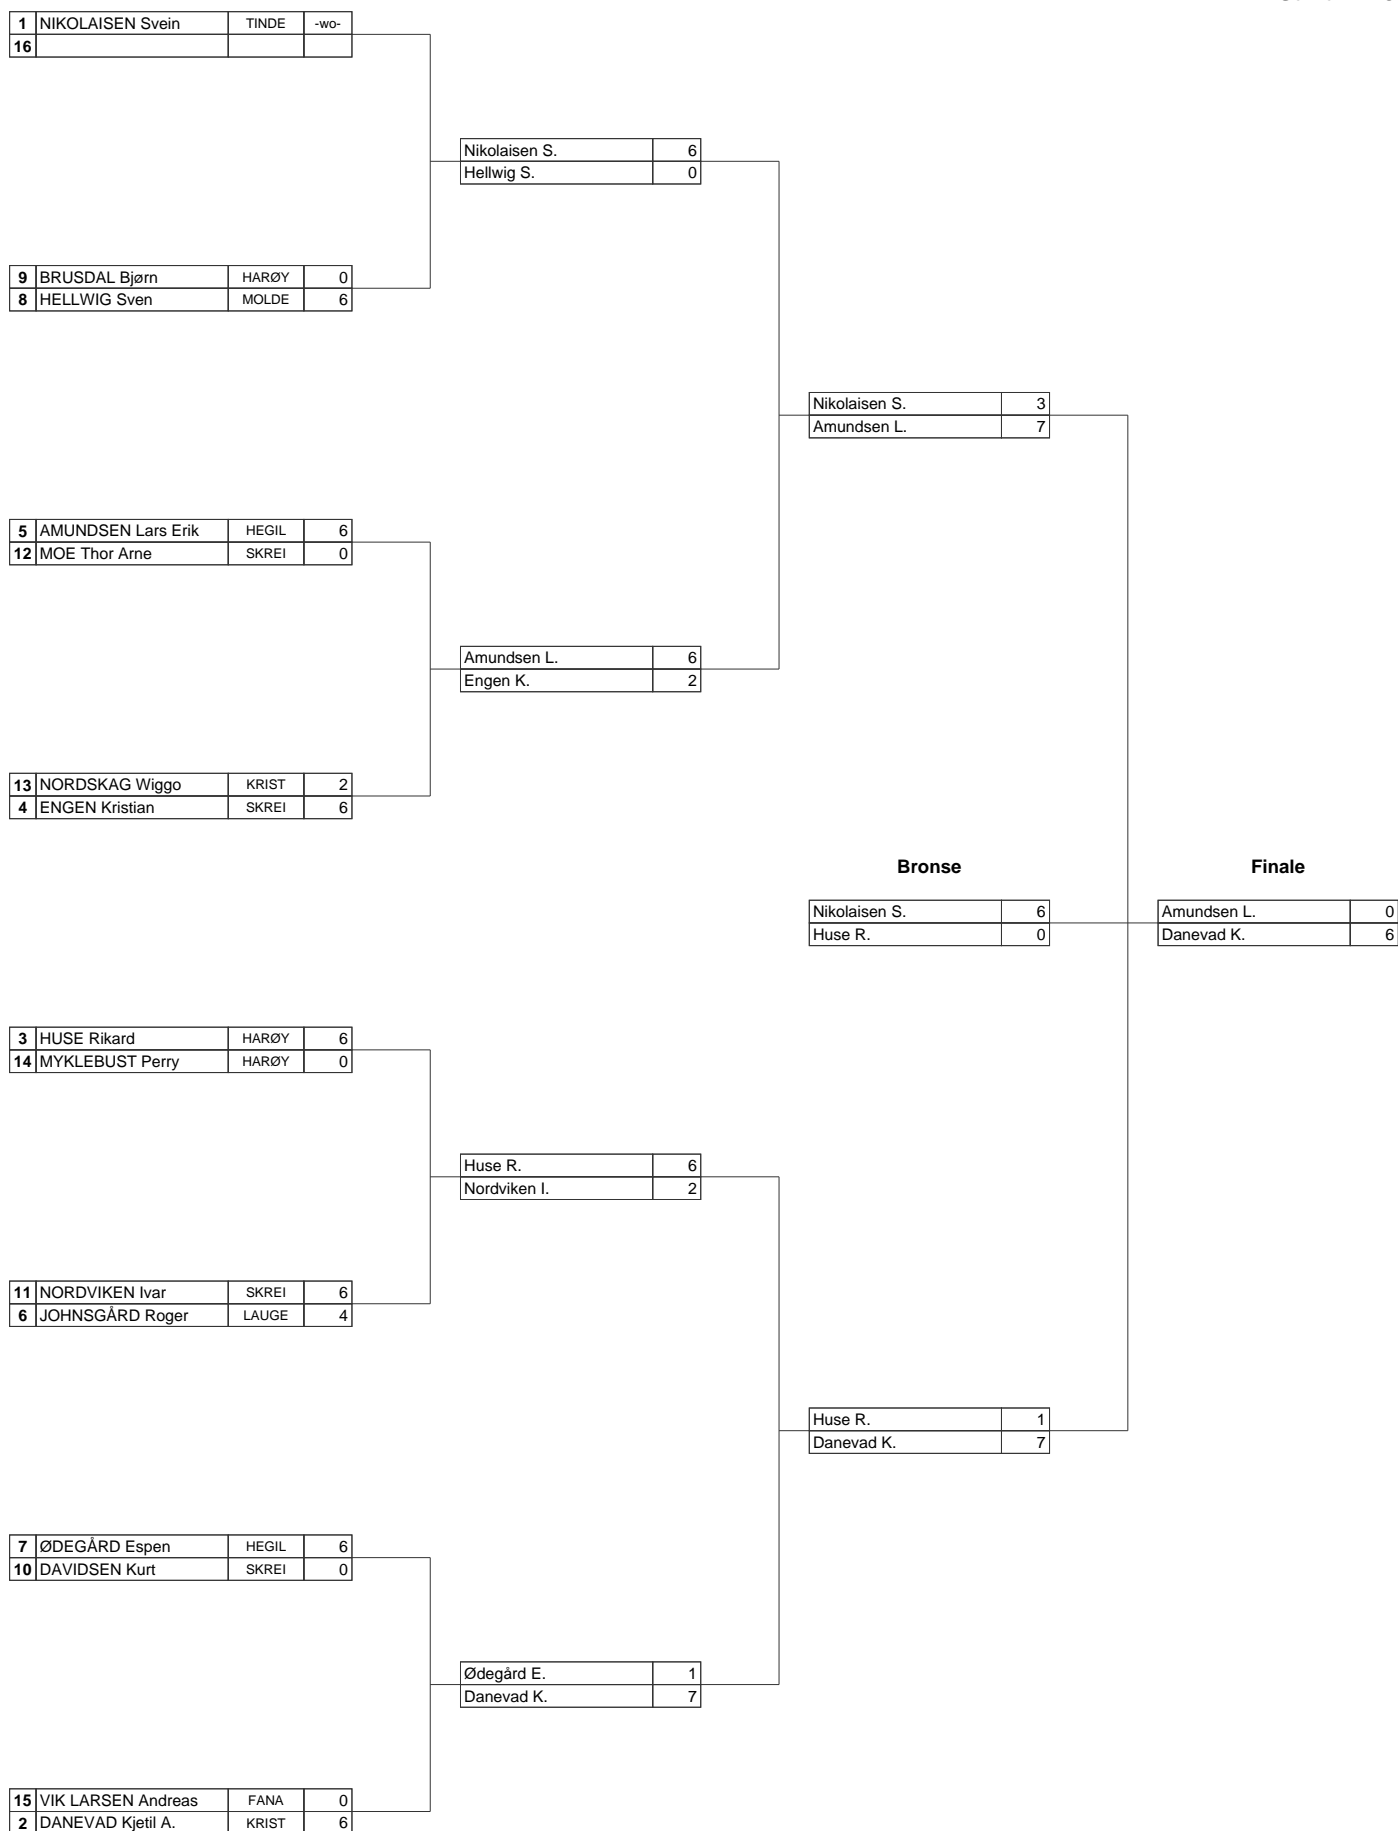 1 NIKOLAISEN Svein TINDE -wo-
16
Nikolaisen S. 6
Hellwig S. 0
9 BRUSDAL Bjørn HARØY 0
8 HELLWIG Sven MOLDE 6
Nikolaisen S. 3
Amundsen L. 7
5 AMUNDSEN Lars Erik HEGIL 6
12 MOE Thor Arne SKREI 0
Amundsen L. 6
Engen K. 2
13 NORDSKAG Wiggo KRIST 2
4 ENGEN Kristian SKREI 6
Bronse Finale
Nikolaisen S. 6 Amundsen L. 0
Huse R. 0 Danevad K. 6
3 HUSE Rikard HARØY 6
14 MYKLEBUST Perry HARØY 0
Huse R. 6
Nordviken I. 2
11 NORDVIKEN Ivar SKREI 6
6 JOHNSGÅRD Roger LAUGE 4
Huse R. 1
Danevad K. 7
7 ØDEGÅRD Espen HEGIL 6
10 DAVIDSEN Kurt SKREI 0
Ødegård E. 1
Danevad K. 7
15 VIK LARSEN Andreas FANA 0
2 DANEVAD Kjetil A. KRIST 6